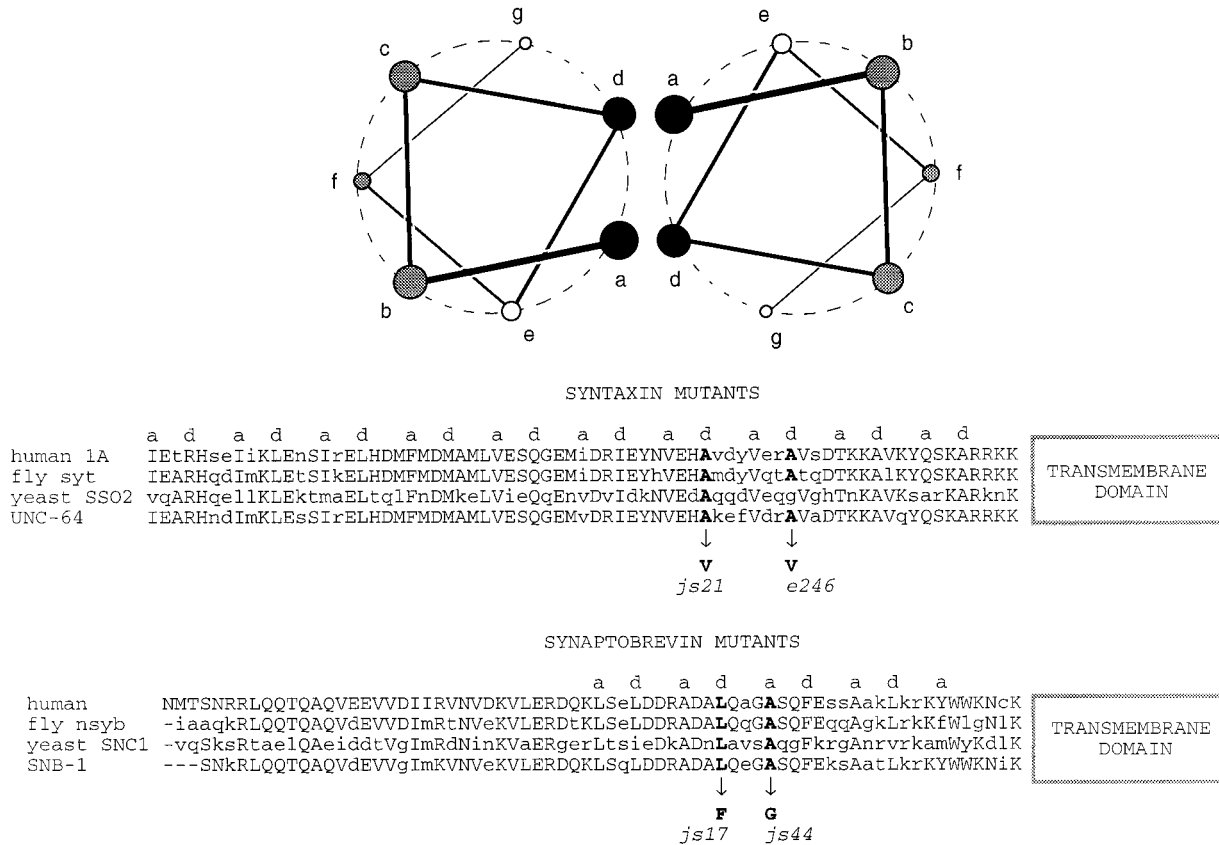 g
e
c
d
a
b
f
f
b
a
d
c
e
g
SYNTAXIN MUTANTS
a d a d a d a d a d a d a d a d a d a d
human 1A IEtRHseIiKLEnSIrELHDMFMDMAMLVESQGEMiDRIEYNVEHAvdyVerAVsDTKKAVKYQSKARRKK
fly syt IEARHqdImKLEtSIkELHDMFMDMAMLVESQGEMiDRIEYhVEHAmdyVqtAtqDTKKAlKYQSKARRKK
yeast SSO2 vqARHqellKLEktmaELtqlFnDMkeLVieQqEnvDvIdkNVEdAqqdVeqgVghTnKAVKsarKARknK
UNC-64 IEARHndImKLEsSIrELHDMFMDMAMLVESQGEMvDRIEYNVEHAkefVdrAVaDTKKAVqYQSKARRKK
TRANSMEMBRANE
DOMAIN
↓ ↓
V V
js21 e246
SYNAPTOBREVIN MUTANTS
a d a d a d a d a
human NMTSNRRLQQTQAQVEEVVDIIRVNVDKVLERDQKLSeLDDRADALQaGASQFEssAakLkrKYWWKNcK
fly nsyb -iaaqkRLQQTQAQVdEVVDImRtNVeKVLERDtKLSeLDDRADALQqGASQFEqqAgkLrkKfWlgNlK
yeast SNC1 -vqSksRtaelQAeiddtVgImRdNinKVaERgerLtsieDkADnLavsAqgFkrgAnrvrkamWyKdlK
SNB-1 ---SNkRLQQTQAQVdEVVgImKVNVeKVLERDQKLSqLDDRADALQeGASQFEksAatLkrKYWWKNiK
TRANSMEMBRANE
DOMAIN
↓ ↓
F G
js17 js44